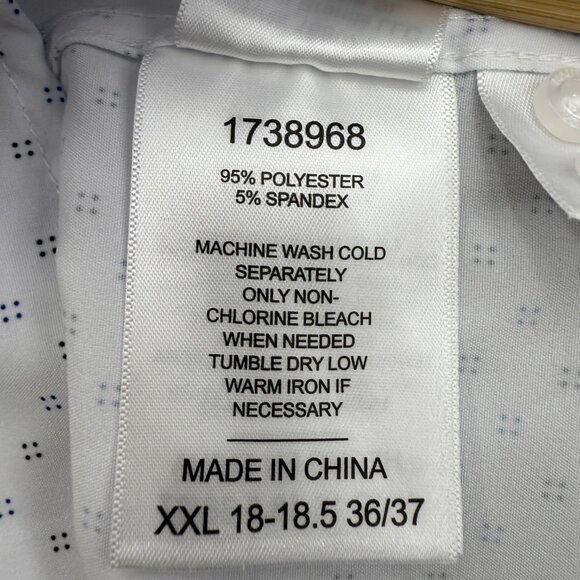 1738968
95% POLYESTER
5% SPANDEX
MACHINE WASH COLD
SEPARATELY
ONLY NON-
CHLORINE BLEACH
WHEN NEEDED
TUMBLE DRY LOW
WARM IRON IF
NECESSARY
MADE IN CHINA
XXL 18-18.5 36/37